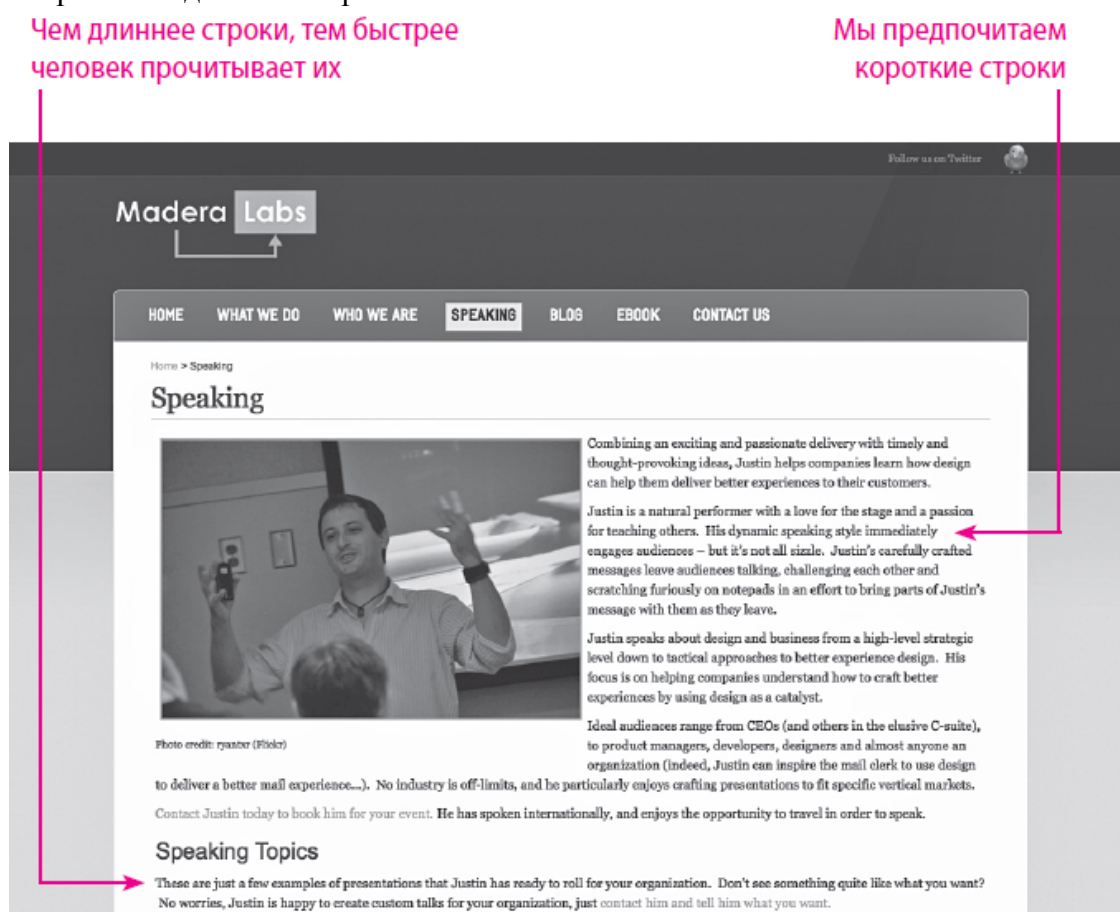 Чем длиннее строки, тем быстрее
человек прочитывает их
Мы предпочитаем
короткие строки
Follow us on Twitter
Madera Labs
HOME WHAT WE DO WHO WE ARE SPEAKING BLOG EBOOK CONTACT US
Home > Speaking
Speaking
Combining an exciting and passionate delivery with timely and
thought-provoking ideas, Justin helps companies learn how design
can help them deliver better experiences to their customers.
Justin is a natural performer with a love for the stage and a passion
for teaching others. His dynamic speaking style immediately
engages audiences – but it's not all sizzle. Justin's carefully crafted
messages leave audiences talking, challenging each other and
scratching furiously on notepads in an effort to bring parts of Justin's
message with them as they leave.
Justin speaks about design and business from a high-level strategic
level down to tactical approaches to better experience design. His
focus is on helping companies understand how to craft better
experiences by using design as a catalyst.
Photo credit: ryantxr (Flickr)
Ideal audiences range from CEOs (and others in the elusive C-suite),
to product managers, developers, designers and almost anyone an
organization (indeed, Justin can inspire the mail clerk to use design
to deliver a better mail experience...). No industry is off-limits, and he particularly enjoys crafting presentations to fit specific vertical markets.
Contact Justin today to book him for your event. He has spoken internationally, and enjoys the opportunity to travel in order to speak.
Speaking Topics
These are just a few examples of presentations that Justin has ready to roll for your organization. Don't see something quite like what you want?
No worries, Justin is happy to create custom talks for your organization, just contact him and tell him what you want.